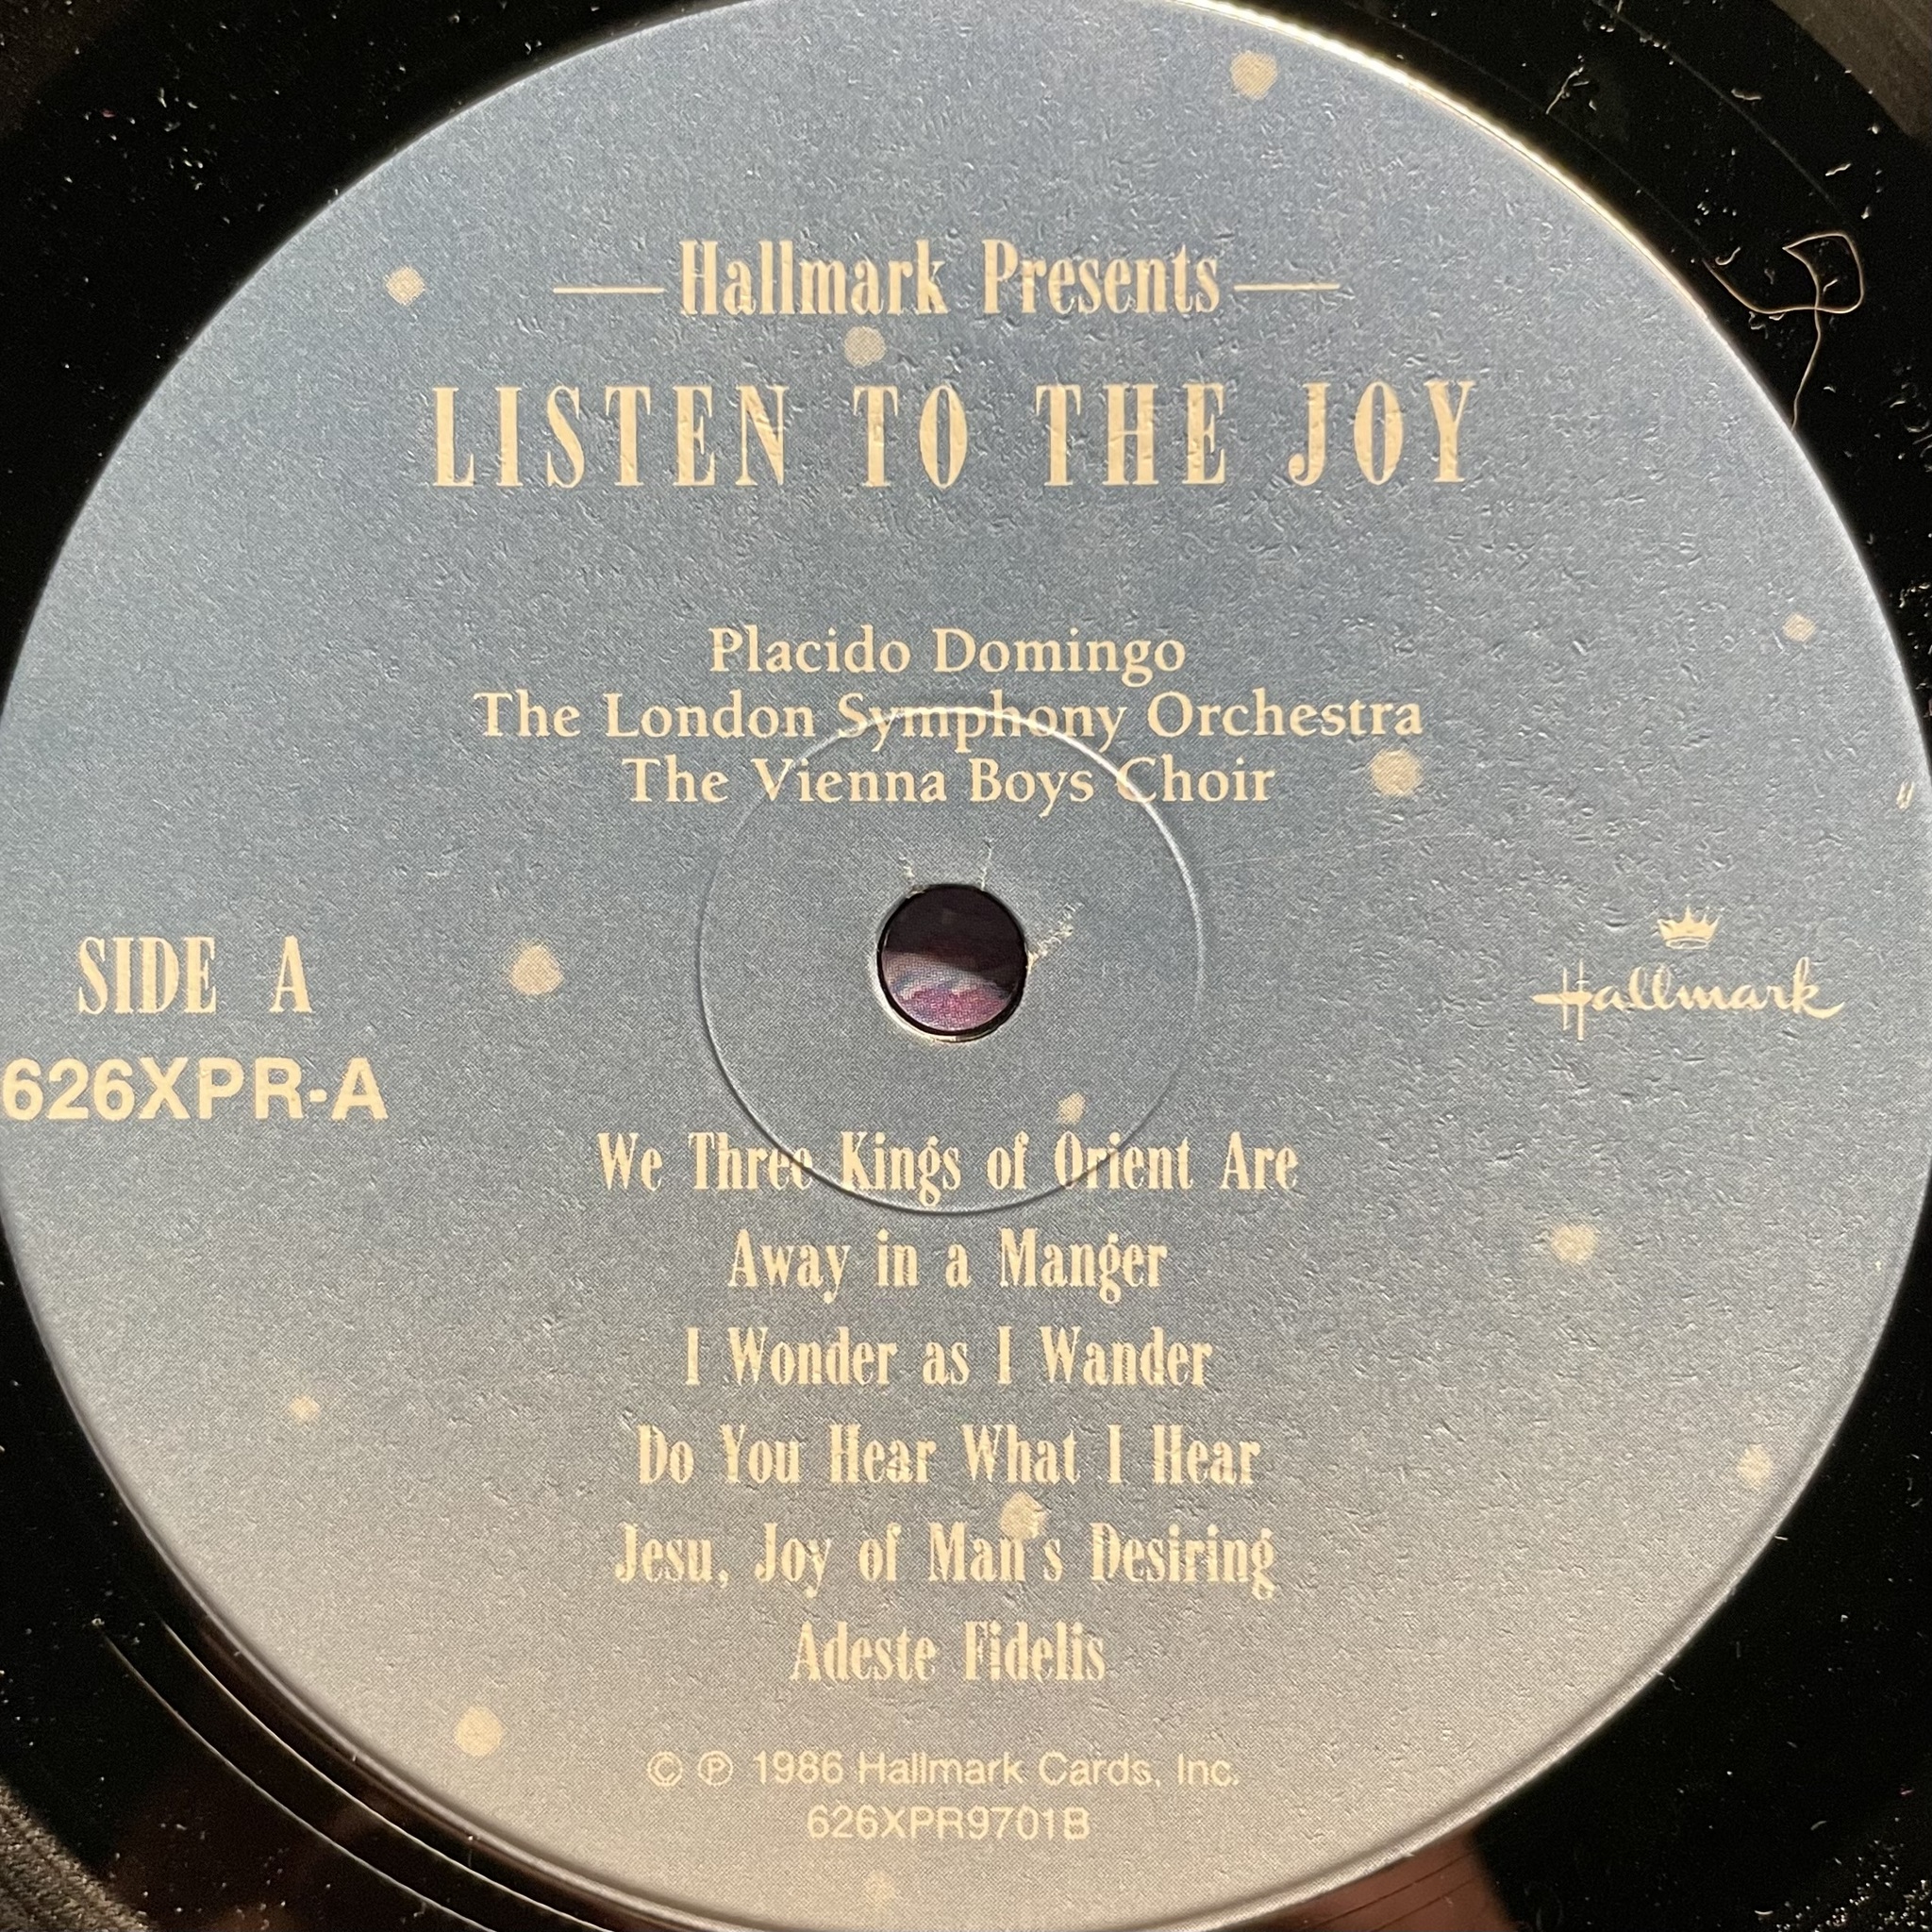 Hallmark Presents
LISTEN TO THE JOY
Placido Domingo
The London Symphony Orchestra
The Vienna Boys Choir
SIDE A
626XPR-A
Hallmark
We Three Kings of Orient Are
Away in a Manger
I Wonder as I Wander
Do You Hear What I Hear
Jesu, Joy of Man's Desiring
Adeste Fidelis
© ℗ 1986 Hallmark Cards, Inc.
626XPR9701B